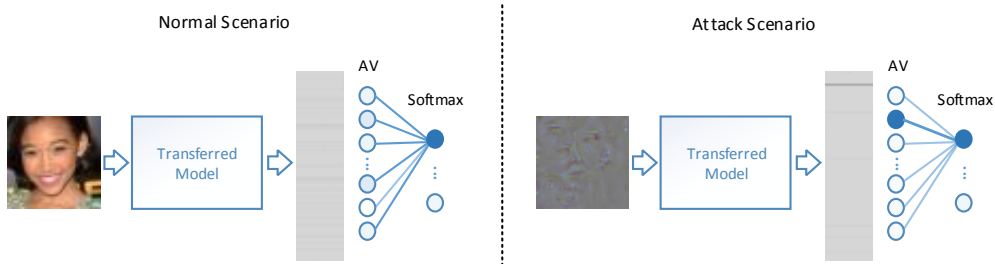 Normal Scenario
AV
Softmax
Transferred
Model
Attack Scenario
AV
Softmax
Transferred
Model